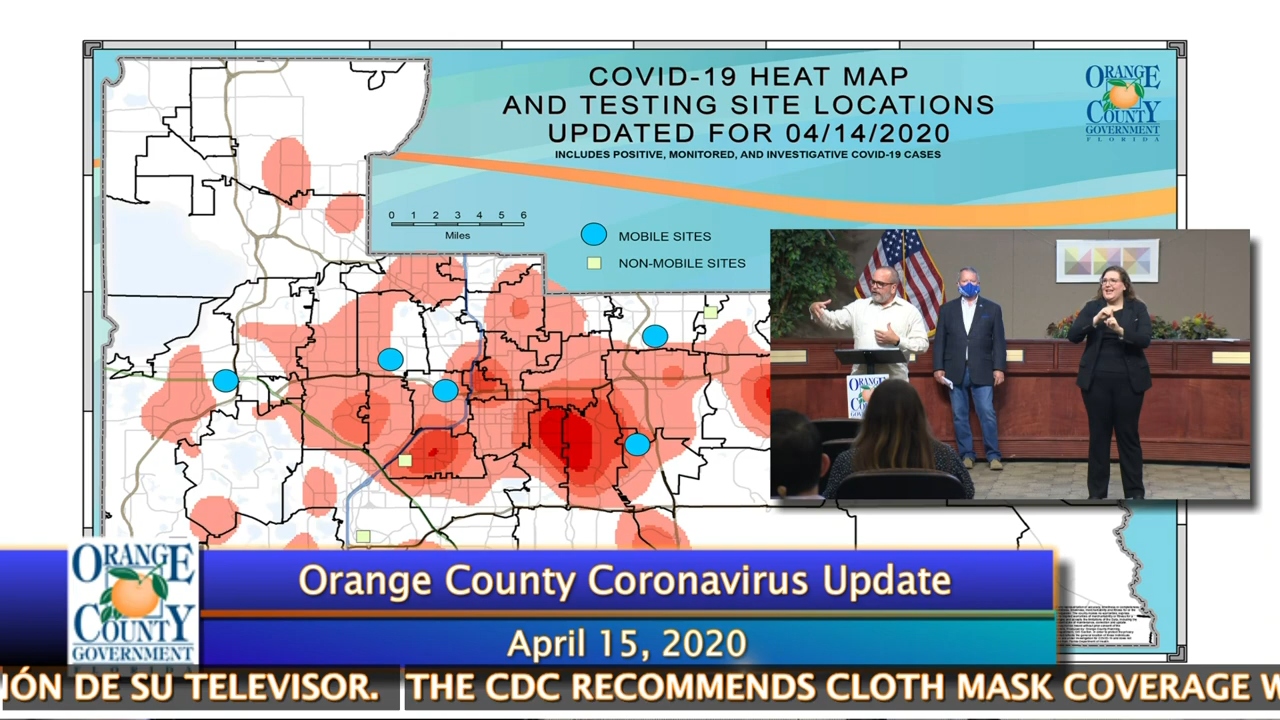 COVID-19 HEAT MAP
AND TESTING SITE LOCATIONS
UPDATED FOR 04/14/2020
INCLUDES POSITIVE, MONITORED, AND INVESTIGATIVE COVID-19 CASES
ORANGE
COUNTY
GOVERNMENT
FLORIDA
0 1 2 3 4 5 6
Miles
MOBILE SITES
NON-MOBILE SITES
ORANGE
COUNTY
GOVERNMENT
FLORIDA
Orange County Coronavirus Update
April 15, 2020
IÓN DE SU TELEVISOR.
THE CDC RECOMMENDS CLOTH MASK COVERAGE W